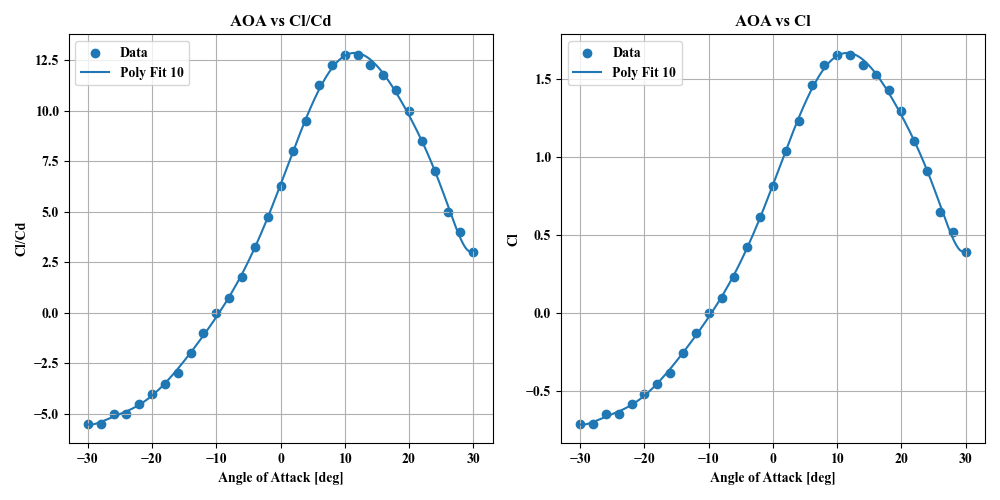 AOA vs Cl/Cd
Data
Poly Fit 10
12.5
10.0
7.5
5.0
2.5
0.0
−2.5
−5.0
Cl/Cd
−30
−20
−10
0
10
20
30
Angle of Attack [deg]
AOA vs Cl
Data
Poly Fit 10
1.5
1.0
0.5
0.0
−0.5
Cl
−30
−20
−10
0
10
20
30
Angle of Attack [deg]